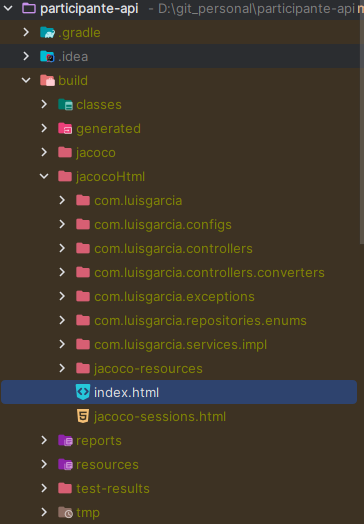 participante-api - D:\git_personal\participante-api
.gradle
.idea
build
classes
generated
jacoco
jacocoHtml
com.luisgarcia
com.luisgarcia.configs
com.luisgarcia.controllers
com.luisgarcia.controllers.converters
com.luisgarcia.exceptions
com.luisgarcia.repositories.enums
com.luisgarcia.services.impl
jacoco-resources
index.html
jacoco-sessions.html
reports
resources
test-results
tmp